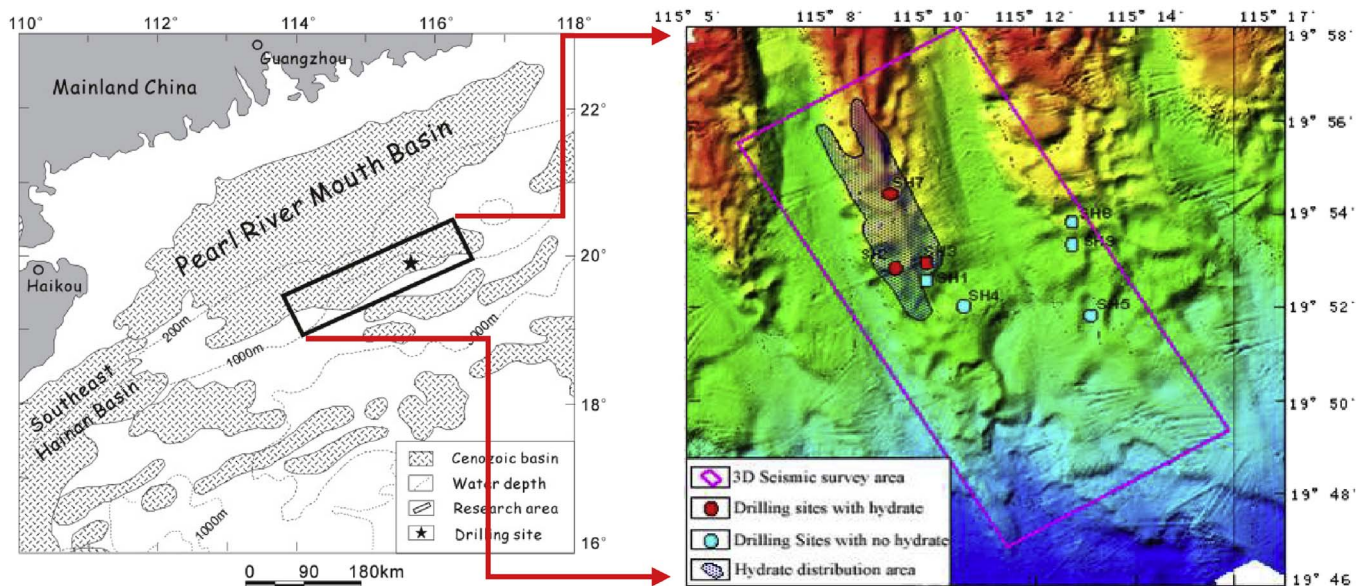 110° 112° 114° 116° 118°
Guangzhou
Mainland China
22°
Pearl River Mouth Basin
20°
Haikou
200m
1000m
3000m
Southeast
Hainan Basin
18°
1000m
16°
Cenozoic basin
Water depth
Research area
Drilling site
0 90 180km
115° 5' 115° 8' 115° 10' 115° 12' 115° 14' 115° 17'
19° 58'
19° 56'
SH7
19° 54'
SH6
SH9
SH2
SH3
SH1
SH4
SH5
19° 52'
19° 50'
19° 48'
19° 46'
3D Seismic survey area
Drilling sites with hydrate
Drilling Sites with no hydrate
Hydrate distribution area